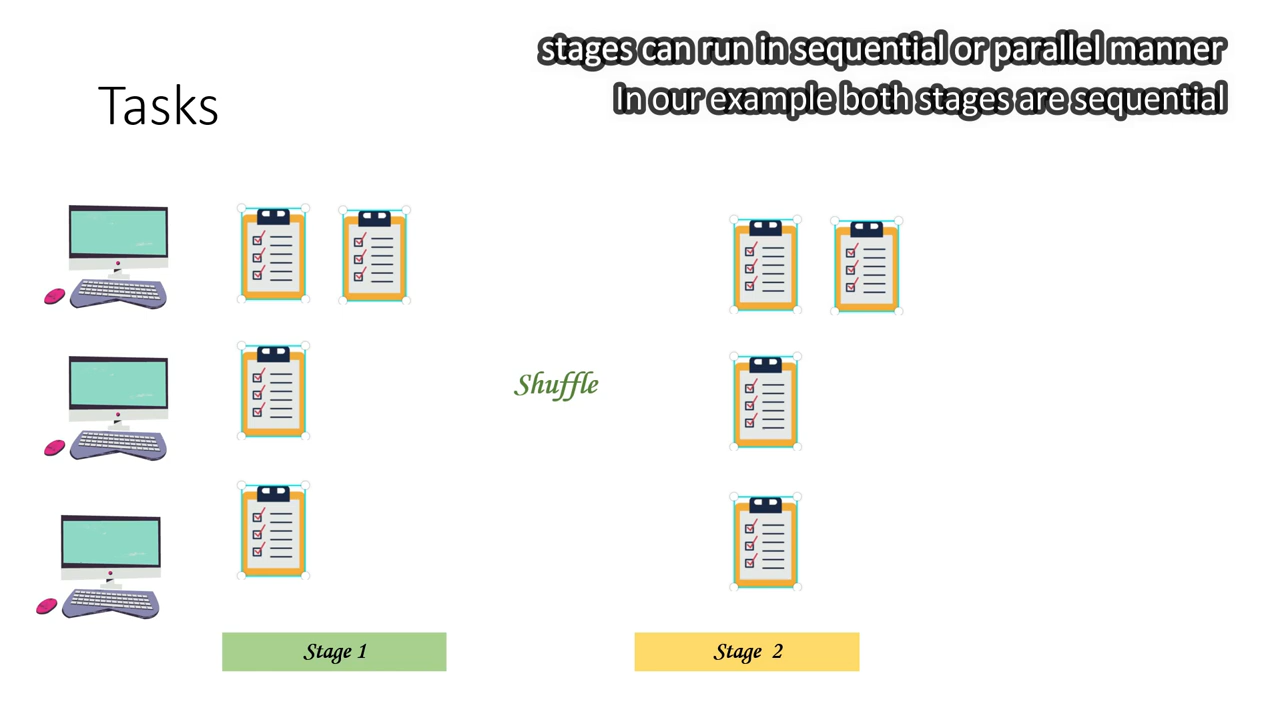 stages can run in sequential or parallel manner
In our example both stages are sequential
Tasks
Shuffle
Stage 1
Stage 2